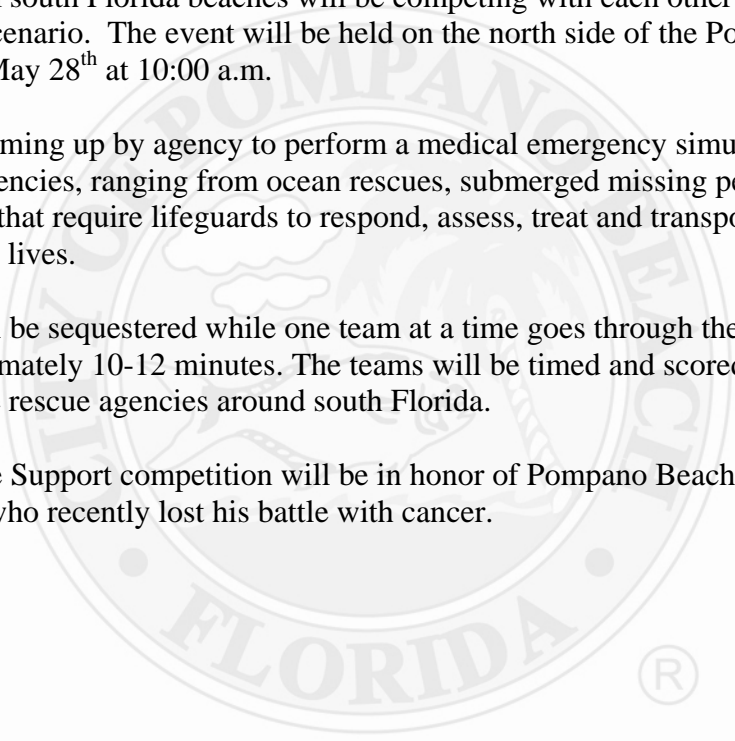 south Florida beaches will be competing with each other
cenario. The event will be held on the north side of the Po
May 28th at 10:00 a.m.
ming up by agency to perform a medical emergency simu
encies, ranging from ocean rescues, submerged missing pe
that require lifeguards to respond, assess, treat and transpo
lives.
be sequestered while one team at a time goes through the
mately 10-12 minutes. The teams will be timed and scored
rescue agencies around south Florida.
e Support competition will be in honor of Pompano Beach
who recently lost his battle with cancer.
CITY OF POMPANO BEACH
FLORIDA
®